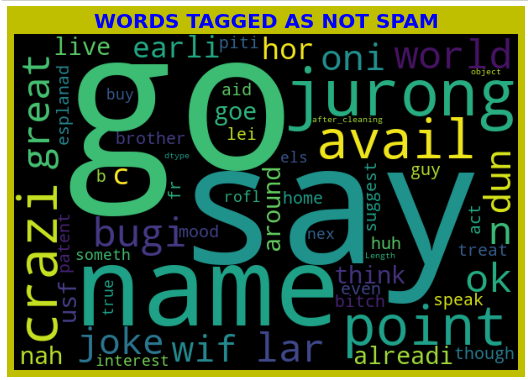 WORDS TAGGED AS NOT SPAM
live
earli
piti
hor
oni
world
object
great
esplanad
go
buy
aid
goe
lei
jurong
after_cleaning
avail
brother
dtype
els
guy
dun
b
c
fr
crazi
say
rofl
home
around
suggest
act
n
patent
bugi
mood
nex
huh
Length
treat
usf
someth
name
true
think
even
bitch
ok
speak
point
nah
joke
interest
wif
lar
alreadi
though